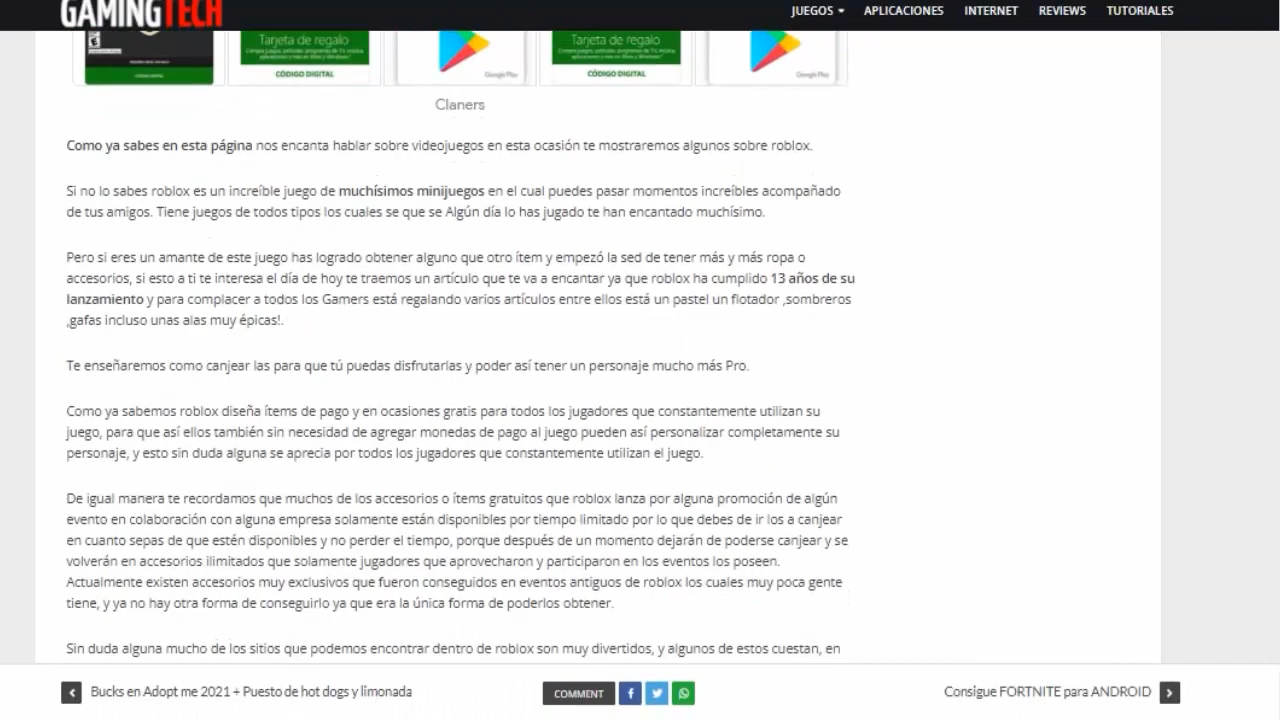 GAMINGTECH
JUEGOS APLICACIONES INTERNET REVIEWS TUTORIALES
Tarjeta de regalo Tarjeta de regalo
CÓDIGO DIGITAL Google Play CÓDIGO DIGITAL Google Play
Claners
Como ya sabes en esta página nos encanta hablar sobre videojuegos en esta ocasión te mostraremos algunos sobre roblox.
Si no lo sabes roblox es un increíble juego de muchísimos minijuegos en el cual puedes pasar momentos increíbles acompañado
de tus amigos. Tiene juegos de todos tipos los cuales se que se Algún día lo has jugado te han encantado muchísimo.
Pero si eres un amante de este juego has logrado obtener alguno que otro ítem y empezó la sed de tener más y más ropa o
accesorios, si esto a ti te interesa el día de hoy te traemos un artículo que te va a encantar ya que roblox ha cumplido 13 años de su
lanzamiento y para complacer a todos los Gamers está regalando varios artículos entre ellos está un pastel un flotador ,sombreros
,gafas incluso unas alas muy épicas!.
Te enseñaremos como canjear las para que tú puedas disfrutarlas y poder así tener un personaje mucho más Pro.
Como ya sabemos roblox diseña ítems de pago y en ocasiones gratis para todos los jugadores que constantemente utilizan su
juego, para que así ellos también sin necesidad de agregar monedas de pago al juego pueden así personalizar completamente su
personaje, y esto sin duda alguna se aprecia por todos los jugadores que constantemente utilizan el juego.
De igual manera te recordamos que muchos de los accesorios o ítems gratuitos que roblox lanza por alguna promoción de algún
evento en colaboración con alguna empresa solamente están disponibles por tiempo limitado por lo que debes de ir los a canjear
en cuanto sepas de que estén disponibles y no perder el tiempo, porque después de un momento dejarán de poderse canjear y se
volverán en accesorios ilimitados que solamente jugadores que aprovecharon y participaron en los eventos los poseen.
Actualmente existen accesorios muy exclusivos que fueron conseguidos en eventos antiguos de roblox los cuales muy poca gente
tiene, y ya no hay otra forma de conseguirlo ya que era la única forma de poderlos obtener.
Sin duda alguna mucho de los sitios que podemos encontrar dentro de roblox son muy divertidos, y algunos de estos cuestan, en
Bucks en Adopt me 2021 + Puesto de hot dogs y limonada COMMENT Consigue FORTNITE para ANDROID